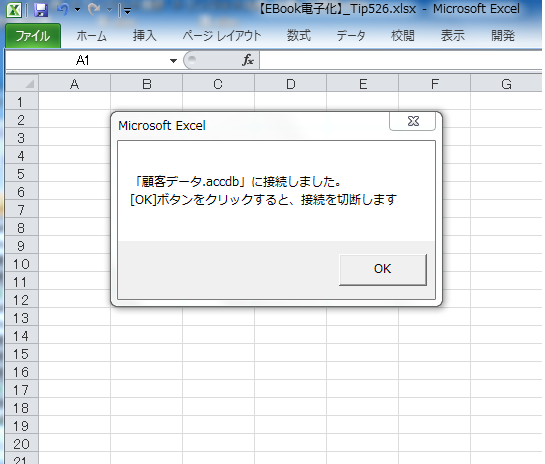 【EBook電子化】_Tip526.xlsx - Microsoft Excel
ファイル ホーム 挿入 ページ レイアウト 数式 データ 校閲 表示 開発
A1 fx
A B C D E F G
1
2
3
4
5
6
7
8
9
10
11
12
13
14
15
16
17
18
19
20
21
Microsoft Excel
「顧客データ.accdb」に接続しました。
[OK]ボタンをクリックすると、接続を切断します
OK